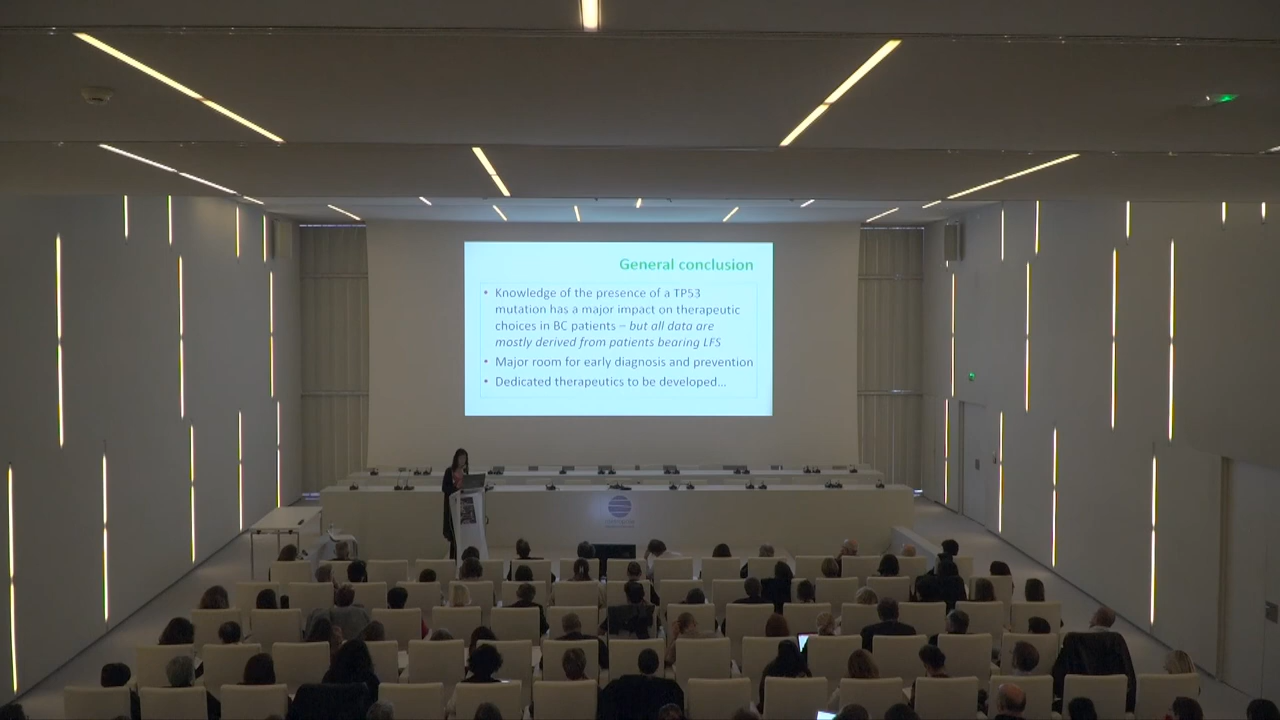 General conclusion
• Knowledge of the presence of a TP53
mutation has a major impact on therapeutic
choices in BC patients – but all data are
mostly derived from patients bearing LFS
• Major room for early diagnosis and prevention
• Dedicated therapeutics to be developed...